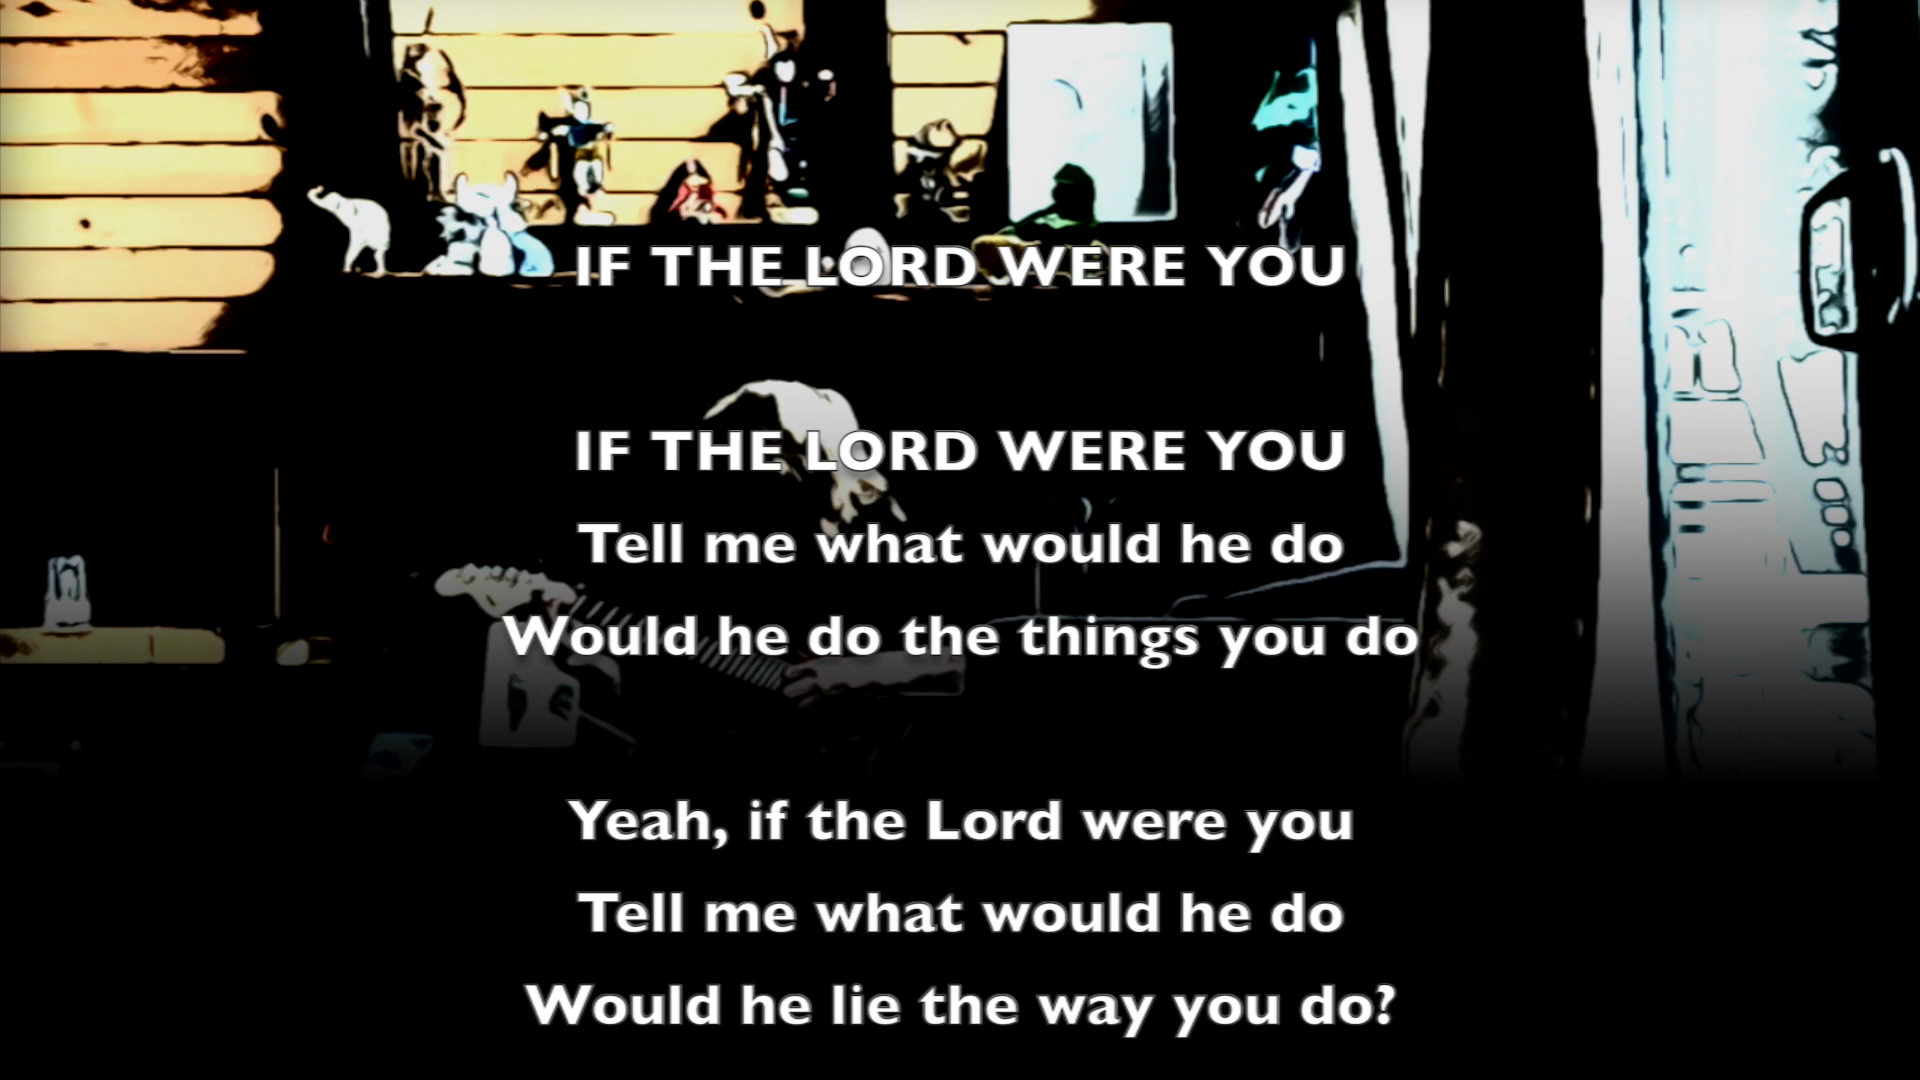 IF THE LORD WERE YOU
IF THE LORD WERE YOU
Tell me what would he do
Would he do the things you do
Yeah, if the Lord were you
Tell me what would he do
Would he lie the way you do?